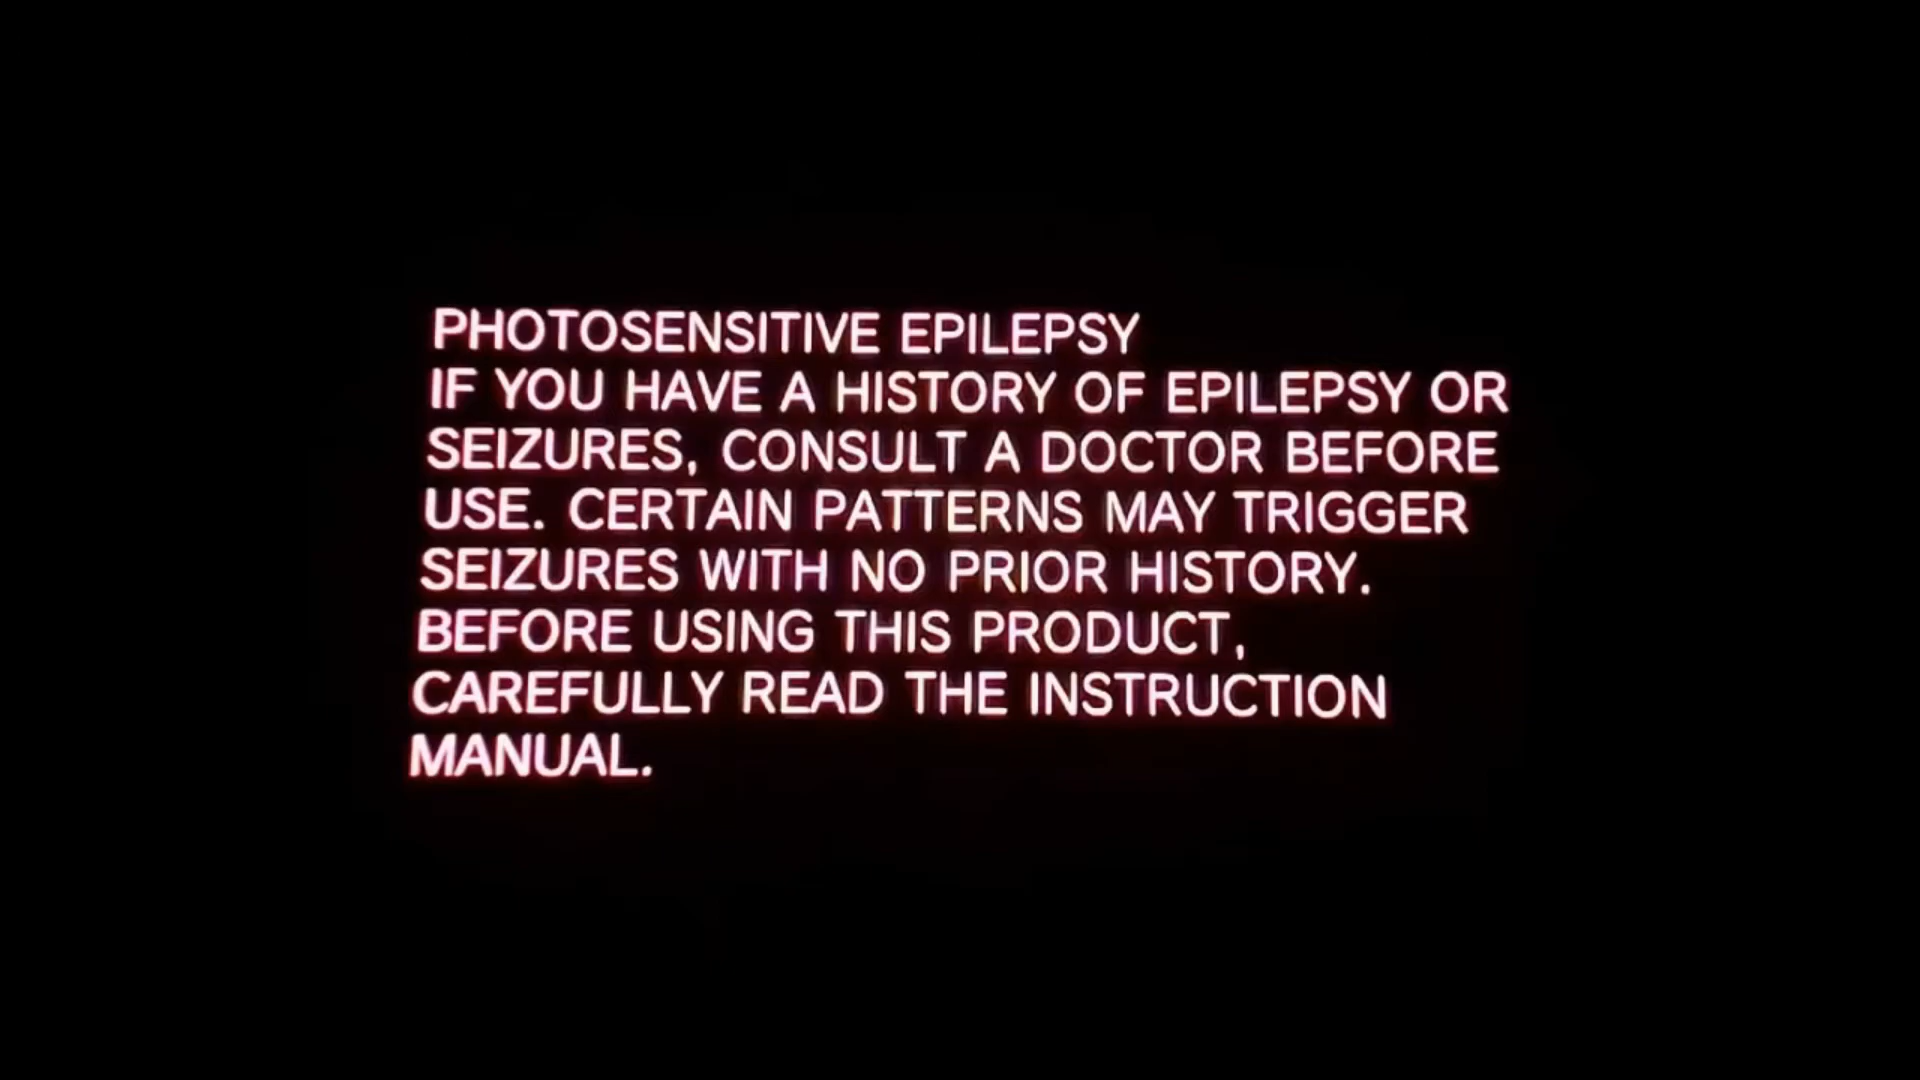 PHOTOSENSITIVE EPILEPSY
IF YOU HAVE A HISTORY OF EPILEPSY OR
SEIZURES, CONSULT A DOCTOR BEFORE
USE. CERTAIN PATTERNS MAY TRIGGER
SEIZURES WITH NO PRIOR HISTORY.
BEFORE USING THIS PRODUCT,
CAREFULLY READ THE INSTRUCTION
MANUAL.